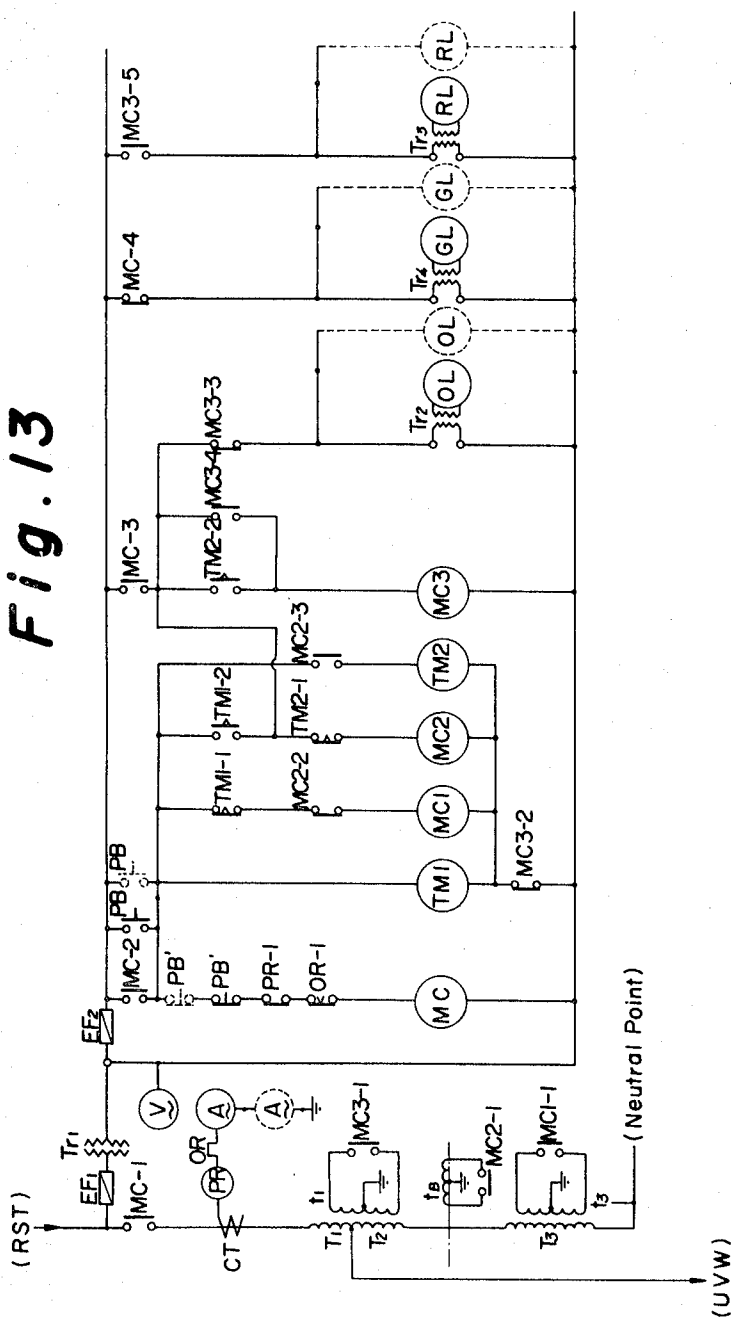 Fig. 13
(RST)
EF1
Tr1
EF2
MC-1
CT
PR
OR
A
A
V
T1
T2
t1
MC3-1
tB
MC2-1
T3
t3
MC1-1
(Neutral Point)
(UVW)
MC-2
PB
PB
PB'
PB'
PR-1
OR-1
MC
TM1
MC3-2
TM1-1
MC2-2
MC1
TM1-2
TM2-1
MC2
MC2-3
TM2
MC-3
TM2-2
MC3
MC3-4
MC3-3
Tr2
OL
OL
MC-4
Tr4
GL
GL
MC3-5
Tr3
RL
RL